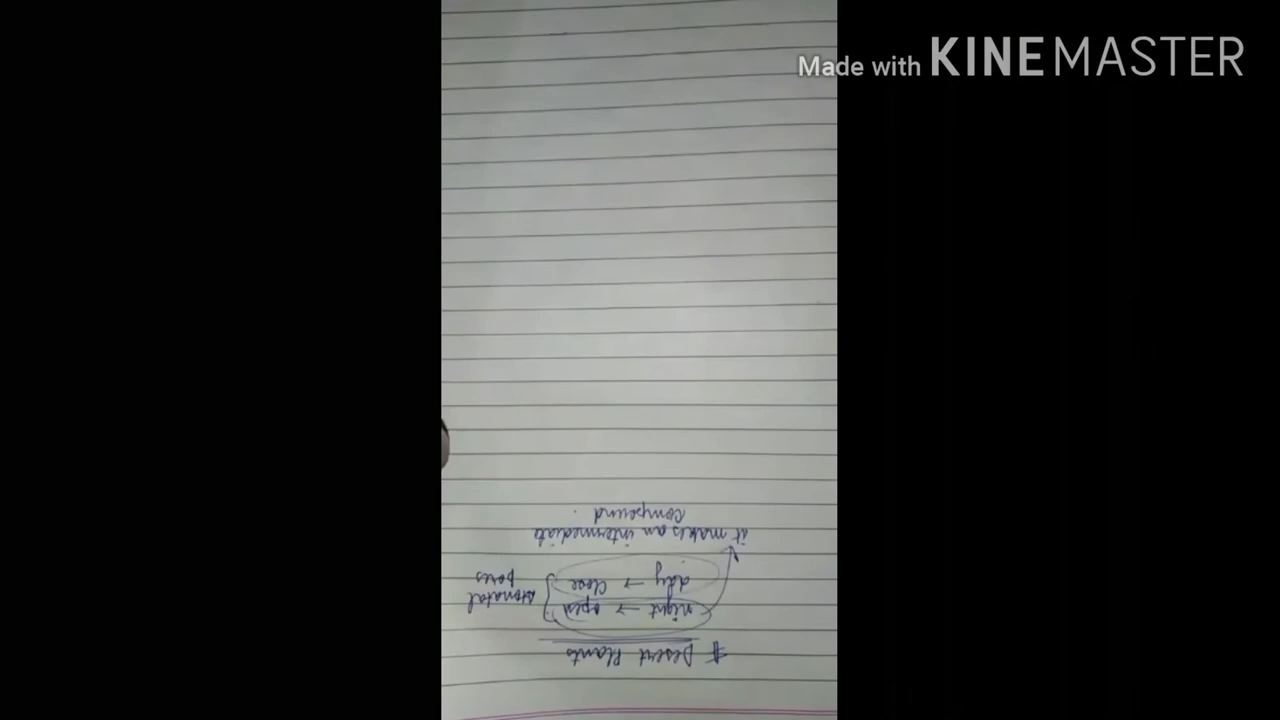 Made with KINEMASTER
# Desert Plants
night → open
day → Close
stomatal
pores
it makes an intermediate
compound.